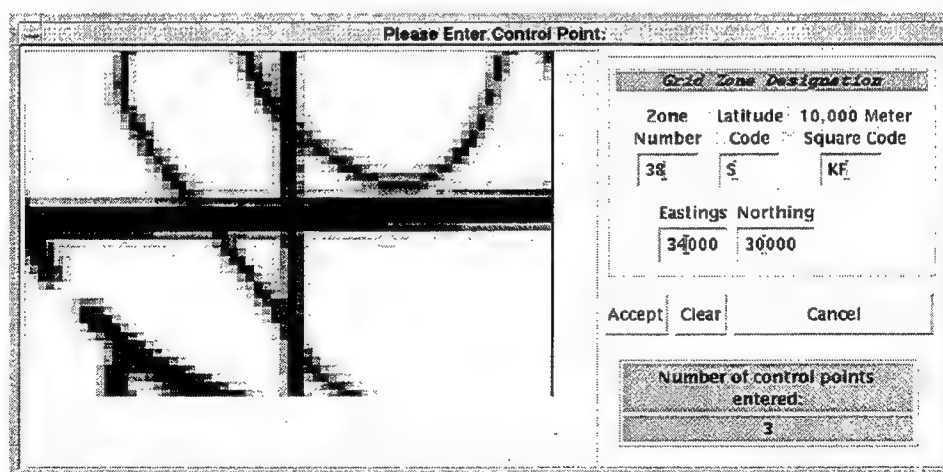 Please Enter Control Point:
Grid Zone Designation
Zone Latitude 10,000 Meter
Number Code Square Code
38 S KF
Eastings Northing
34000 30000
Accept Clear Cancel
Number of control points
entered:
3